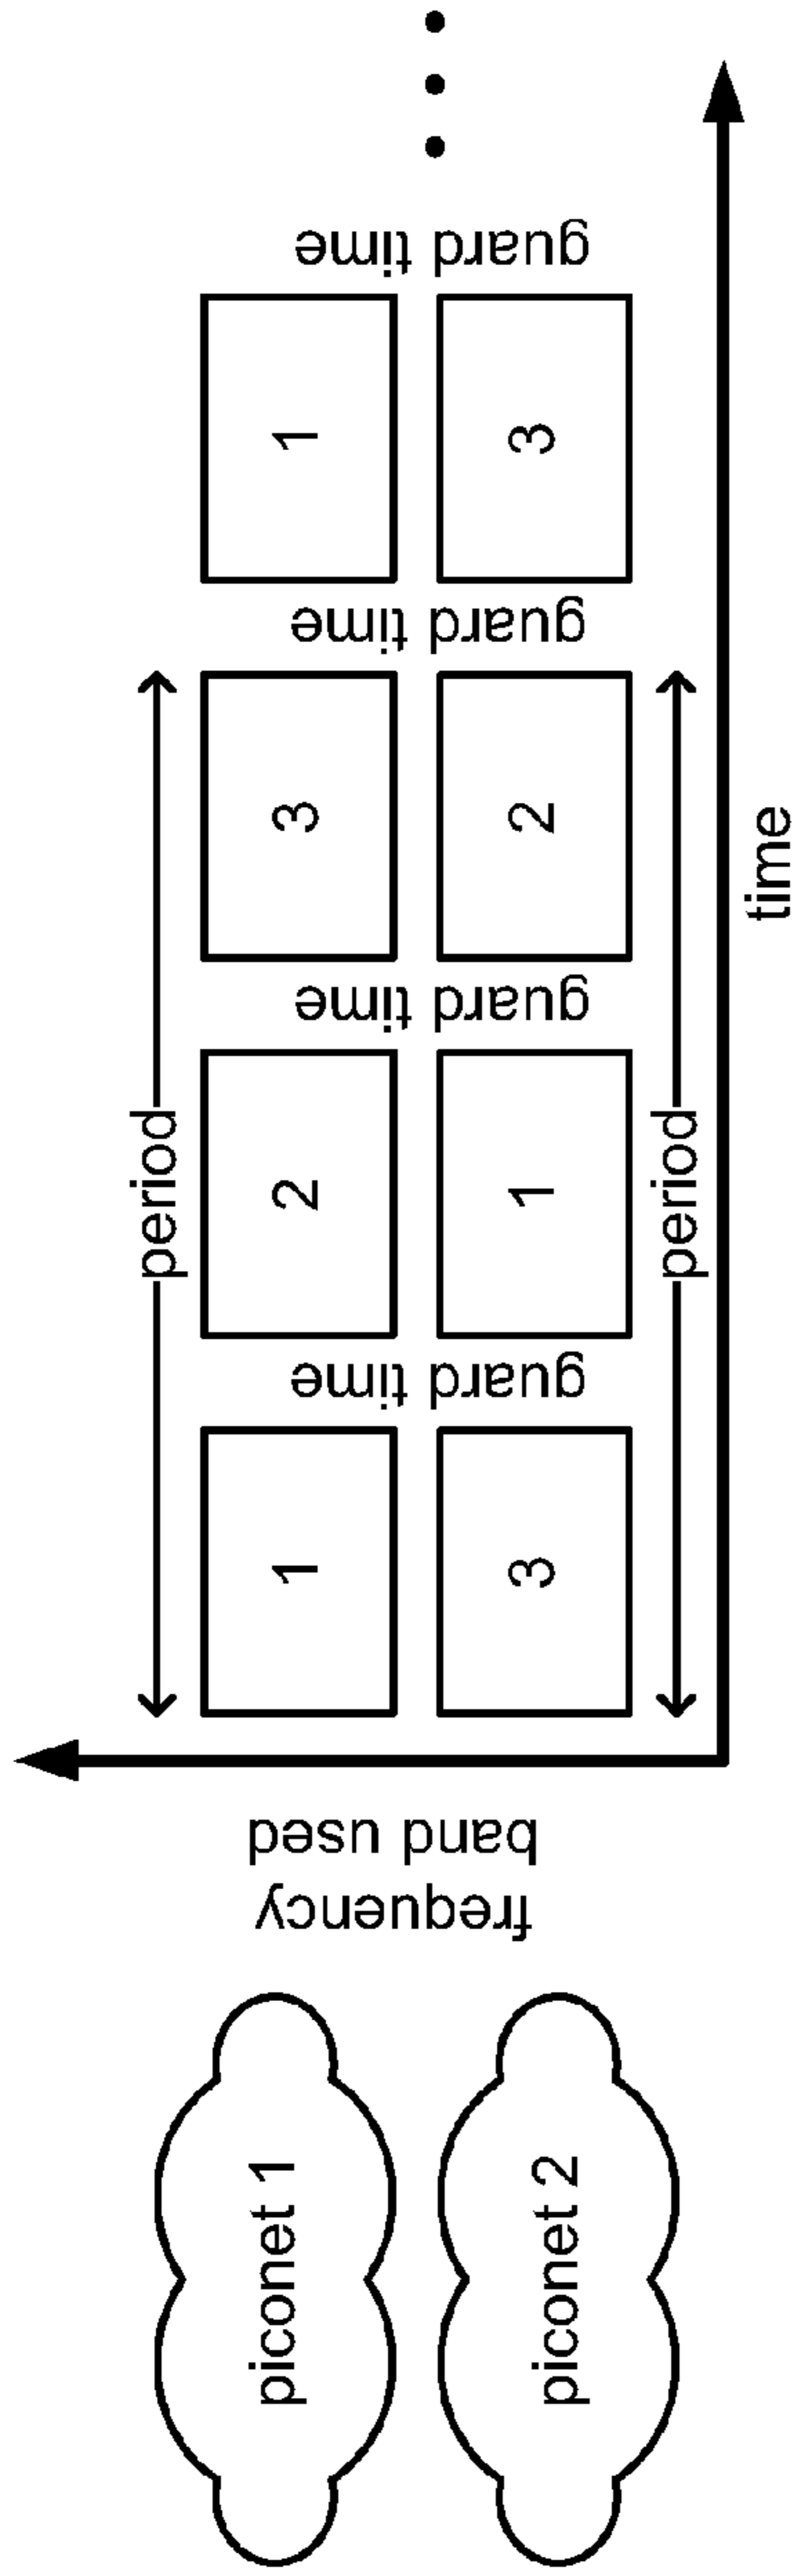 piconet 1
piconet 2
frequency
band used
period
1
2
3
1
guard time
guard time
guard time
guard time
3
1
2
3
period
time